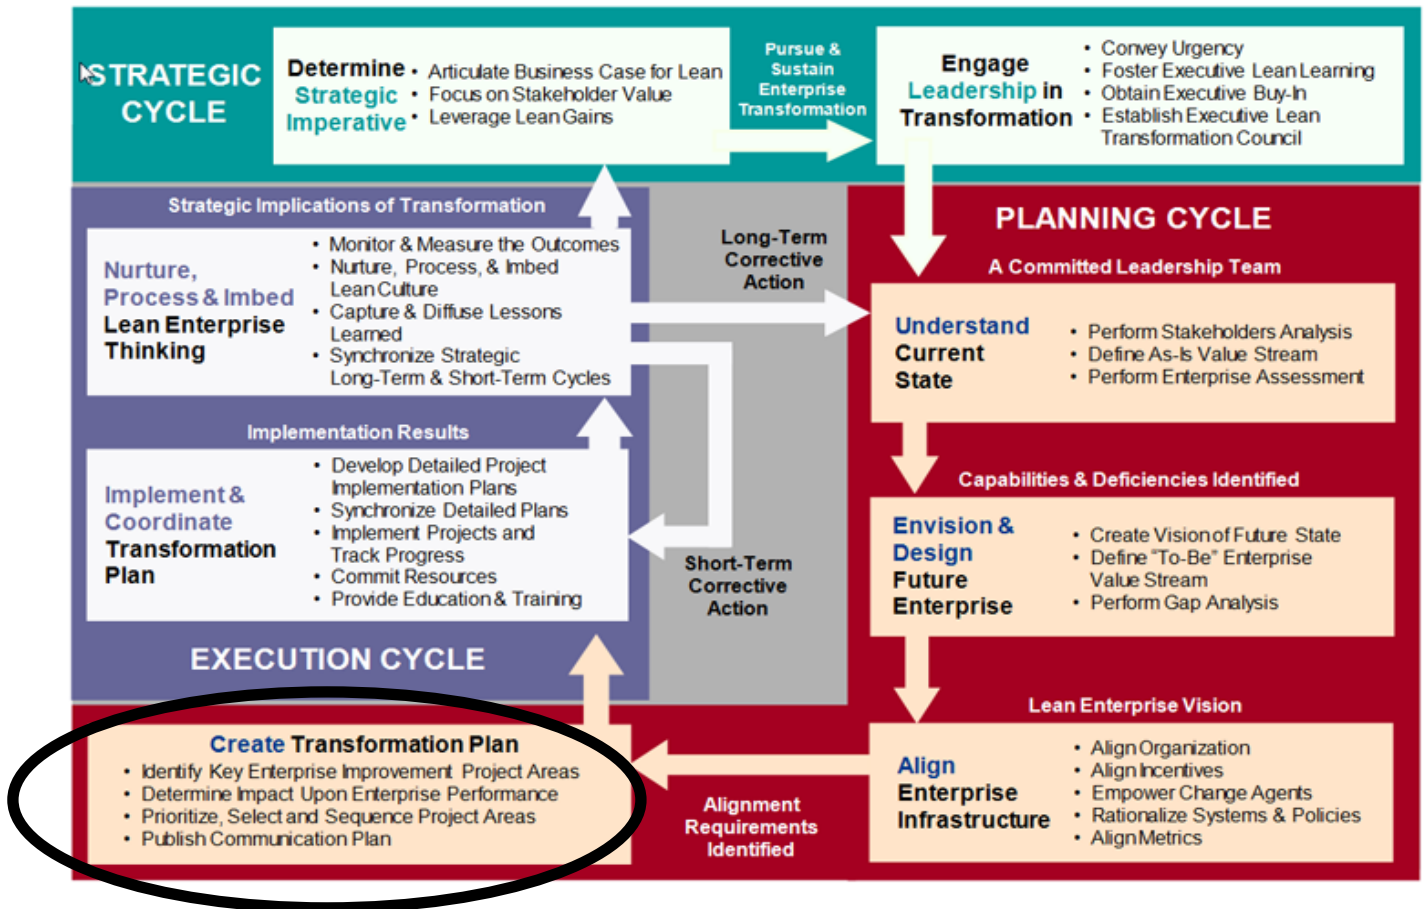 STRATEGIC
CYCLE
Determine
Strategic
Imperative
• Articulate Business Case for Lean
• Focus on Stakeholder Value
• Leverage Lean Gains
Pursue &
Sustain
Enterprise
Transformation
Engage
Leadership in
Transformation
• Convey Urgency
• Foster Executive Lean Learning
• Obtain Executive Buy-In
• Establish Executive Lean
Transformation Council
Strategic Implications of Transformation
Nurture,
Process & Imbed
Lean Enterprise
Thinking
• Monitor & Measure the Outcomes
• Nurture, Process, & Imbed
Lean Culture
• Capture & Diffuse Lessons
Learned
• Synchronize Strategic
Long-Term & Short-Term Cycles
Long-Term
Corrective
Action
PLANNING CYCLE
A Committed Leadership Team
Understand
Current
State
• Perform Stakeholders Analysis
• Define As-Is Value Stream
• Perform Enterprise Assessment
Implementation Results
Implement &
Coordinate
Transformation
Plan
• Develop Detailed Project
Implementation Plans
• Synchronize Detailed Plans
• Implement Projects and
Track Progress
• Commit Resources
• Provide Education & Training
Short-Term
Corrective
Action
Capabilities & Deficiencies Identified
Envision &
Design
Future
Enterprise
• Create Vision of Future State
• Define “To-Be” Enterprise
Value Stream
• Perform Gap Analysis
EXECUTION CYCLE
Lean Enterprise Vision
Align
Enterprise
Infrastructure
• Align Organization
• Align Incentives
• Empower Change Agents
• Rationalize Systems & Policies
• Align Metrics
Alignment
Requirements
Identified
Create Transformation Plan
• Identify Key Enterprise Improvement Project Areas
• Determine Impact Upon Enterprise Performance
• Prioritize, Select and Sequence Project Areas
• Publish Communication Plan